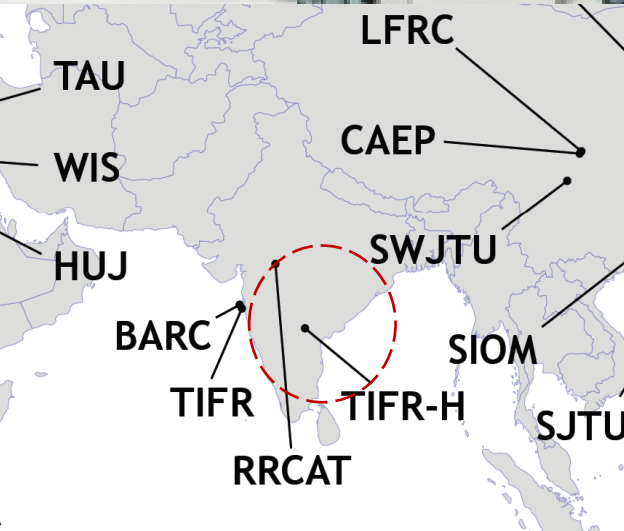 LFRC
TAU
CAEP
WIS
SWJTU
HUJ
BARC
SIOM
TIFR
TIFR-H
SJTU
RRCAT